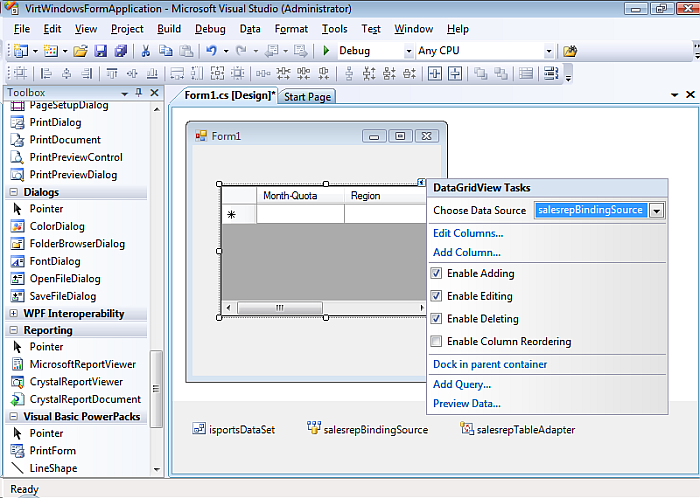 VirtWindowsFormApplication - Microsoft Visual Studio (Administrator)
File Edit View Project Build Debug Data Format Tools Test Window Help
Debug Any CPU
Toolbox
Form1.cs [Design]* Start Page
PageSetupDialog
PrintDialog
PrintDocument
PrintPreviewControl
PrintPreviewDialog
Dialogs
Pointer
ColorDialog
FolderBrowserDialog
FontDialog
OpenFileDialog
SaveFileDialog
WPF Interoperability
Reporting
Pointer
MicrosoftReportViewer
CrystalReportViewer
CrystalReportDocument
Visual Basic PowerPacks
Pointer
PrintForm
LineShape
Form1
Month-Quota Region
DataGridView Tasks
Choose Data Source salesrepBindingSource
Edit Columns...
Add Column...
Enable Adding
Enable Editing
Enable Deleting
Enable Column Reordering
Dock in parent container
Add Query...
Preview Data...
isportsDataSet salesrepBindingSource salesrepTableAdapter
Ready